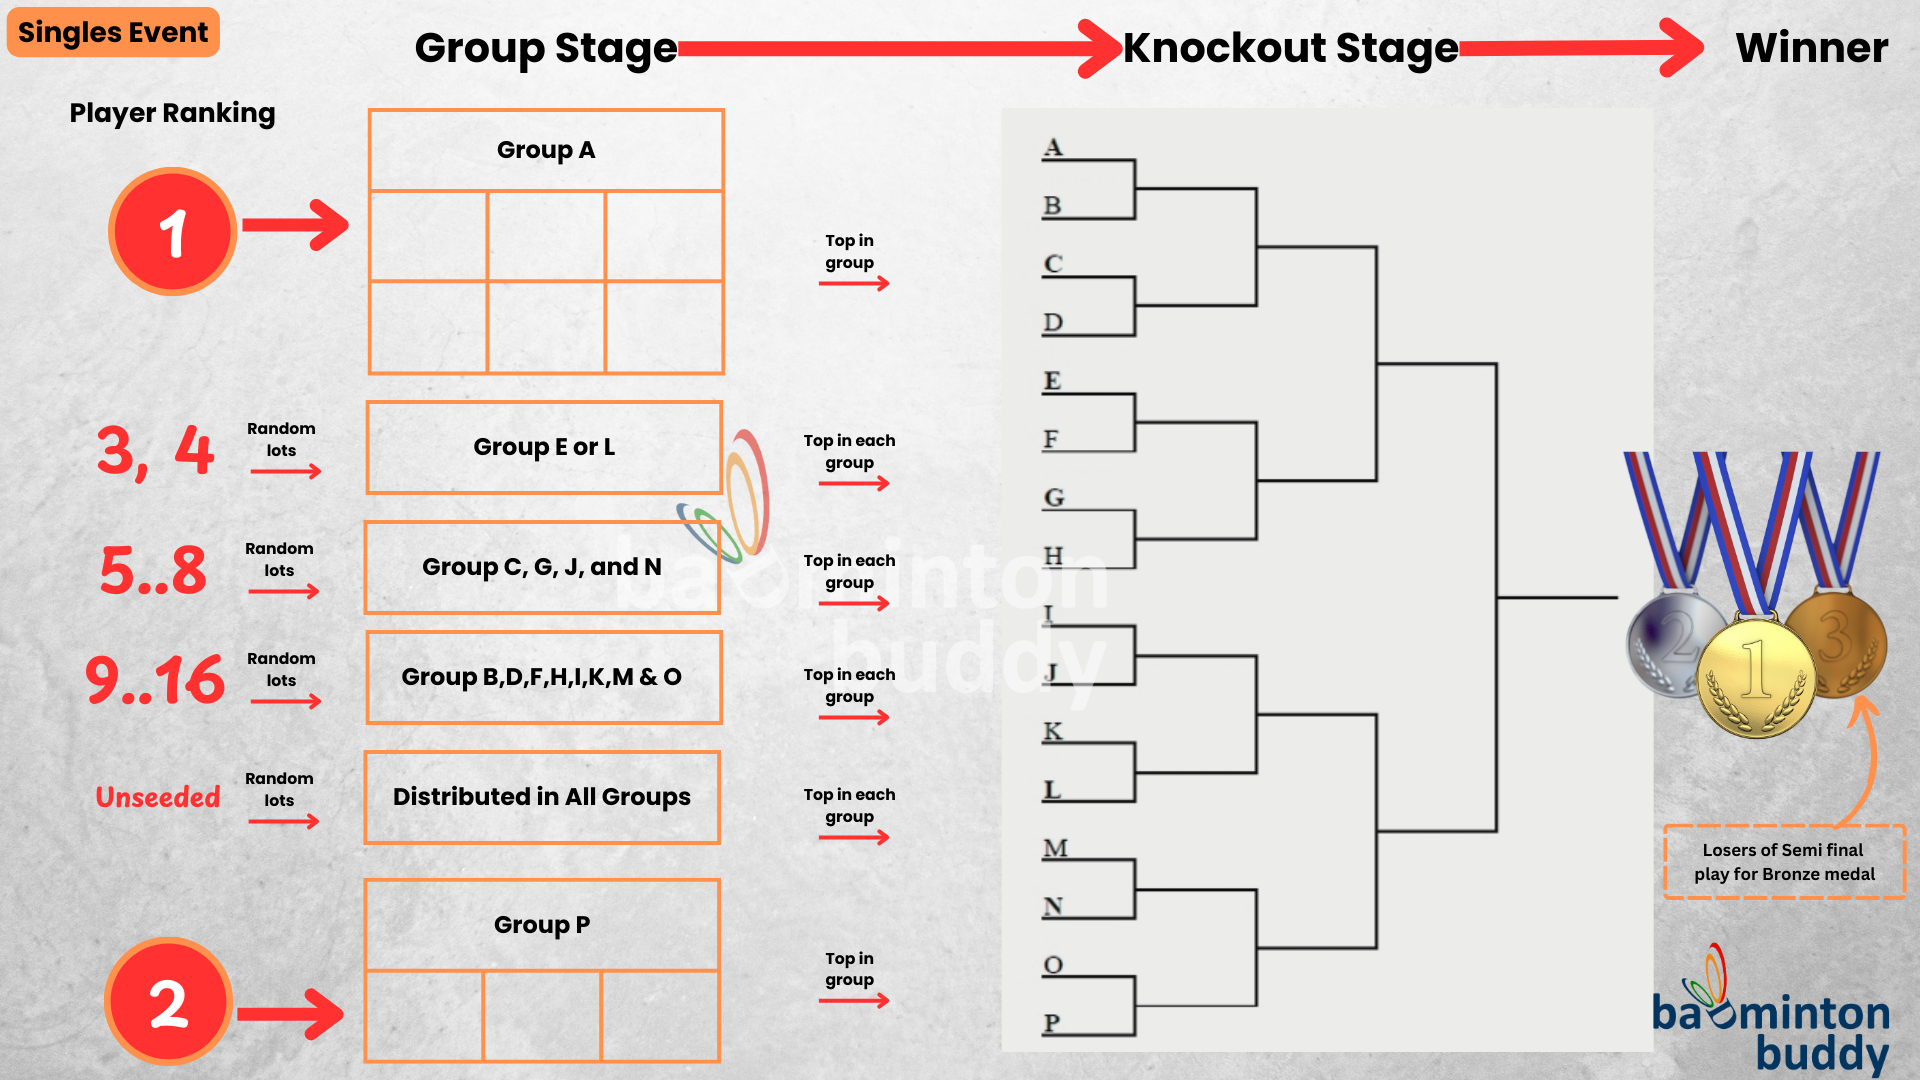 Singles Event
Group Stage
Knockout Stage
Winner
Player Ranking
1
Group A
Top in
group
3, 4
Random
lots
Group E or L
Top in each
group
5..8
Random
lots
Group C, G, J, and N
Top in each
group
9..16
Random
lots
Group B,D,F,H,I,K,M & O
Top in each
group
Unseeded
Random
lots
Distributed in All Groups
Top in each
group
2
Group P
Top in
group
A
B
C
D
E
F
G
H
I
J
K
L
M
N
O
P
badminton
buddy
2
1
3
Losers of Semi final
play for Bronze medal
badminton
buddy